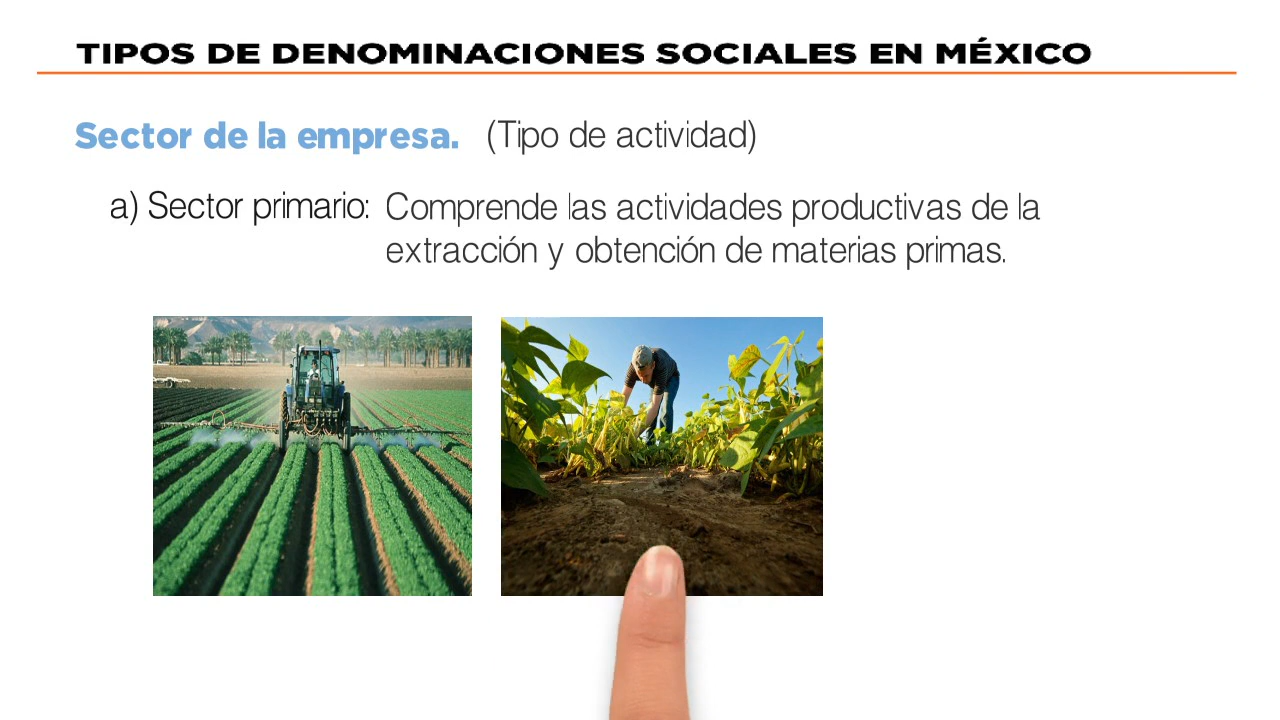 TIPOS DE DENOMINACIONES SOCIALES EN MÉXICO
Sector de la empresa. (Tipo de actividad)
a) Sector primario: Comprende las actividades productivas de la
extracción y obtención de materias primas.